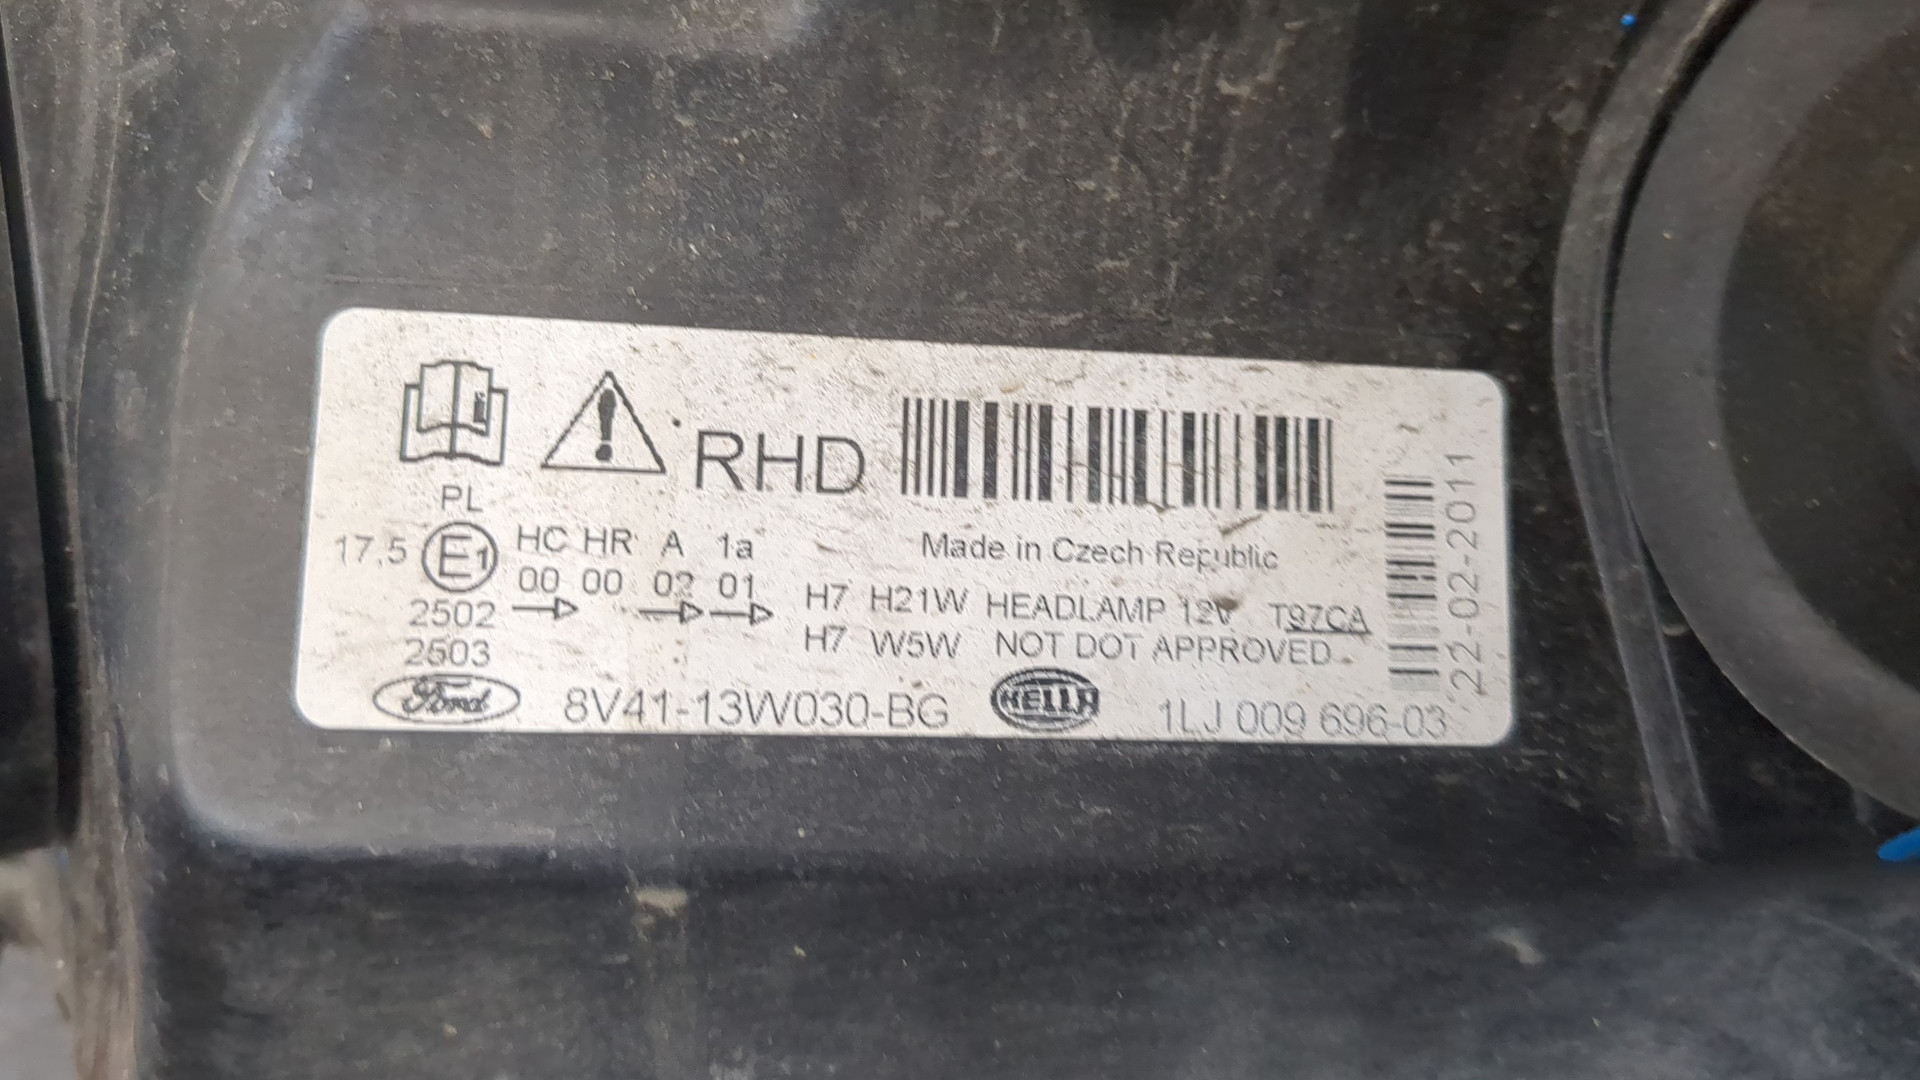 RHD
PL
17,5 E1 HC HR A 1a
00 00 02 01
Made in Czech Republic
2502
2503
H7 H21W HEADLAMP 12V T97CA
H7 W5W NOT DOT APPROVED
Ford 8V41-13W030-BG HELLA 1LJ 009 696-03
22-02-2011